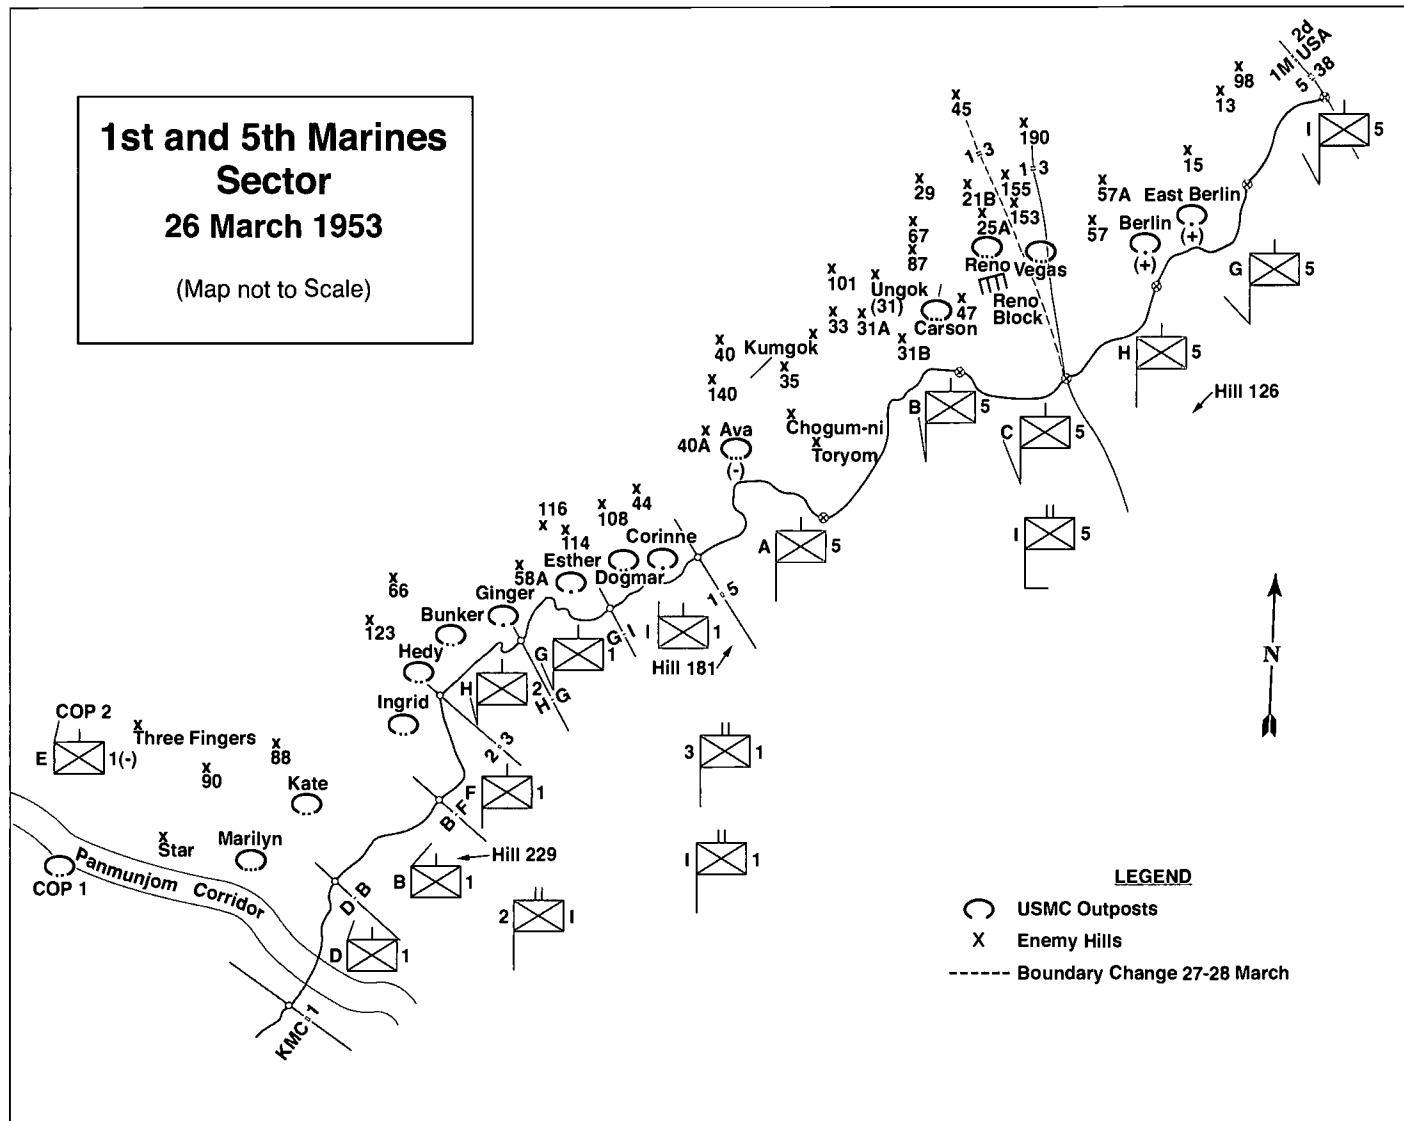 1st and 5th Marines
Sector
26 March 1953
(Map not to Scale)
2d
1M USA
5 38
x
98
x
13
I 5
x
45
x
190
1 3
1 3
x
15
x
57A
East Berlin
(+)
x
57
Berlin
(+)
G 5
x
29
x
21B
x
155
x
153
x
25A
x
67
x
87
Reno
Vegas
Reno
Block
x
101
x
Ungok
(31)
x
47
Carson
x
33
x
31A
x
31B
H 5
Hill 126
x
40
Kumgok x
x
35
x
140
B 5
C 5
x
Chogum-ni
x
Toryom
x
40A
Ava
(-)
I 5
A 5
1 5
x
44
x
108
116
x
x
114
Corinne
Esther
Dogmar
x
58A
Ginger
x
66
Bunker
x
123
Hedy
Ingrid
I 1
G I
Hill 181
G 1
H 2
H G
2 3
3 1
I 1
F 1
B F
Hill 229
B 1
2 I
D B
D 1
COP 2
E 1(-)
x
Three Fingers
x
88
x
90
Kate
x
Star
Marilyn
COP 1
Panmunjom Corridor
KMC 1
N
LEGEND
USMC Outposts
X Enemy Hills
Boundary Change 27-28 March